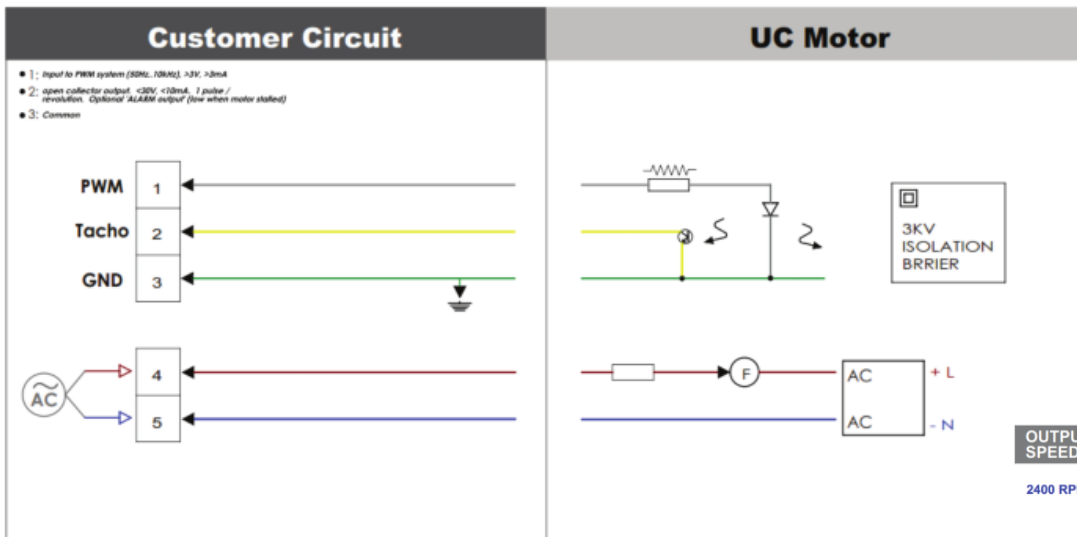 Customer Circuit
UC Motor
1: Input to PWM system (50Hz..10kHz), >3V, >3mA
2: open collector output, <30V, <10mA, 1 pulse /
revolution. Optional 'ALARM output' (low when motor stalled)
3: Common
PWM 1
Tacho 2
GND 3
3KV
ISOLATION
BRRIER
AC
4
5
F
AC + L
AC - N
OUTPU
SPEED
2400 RP